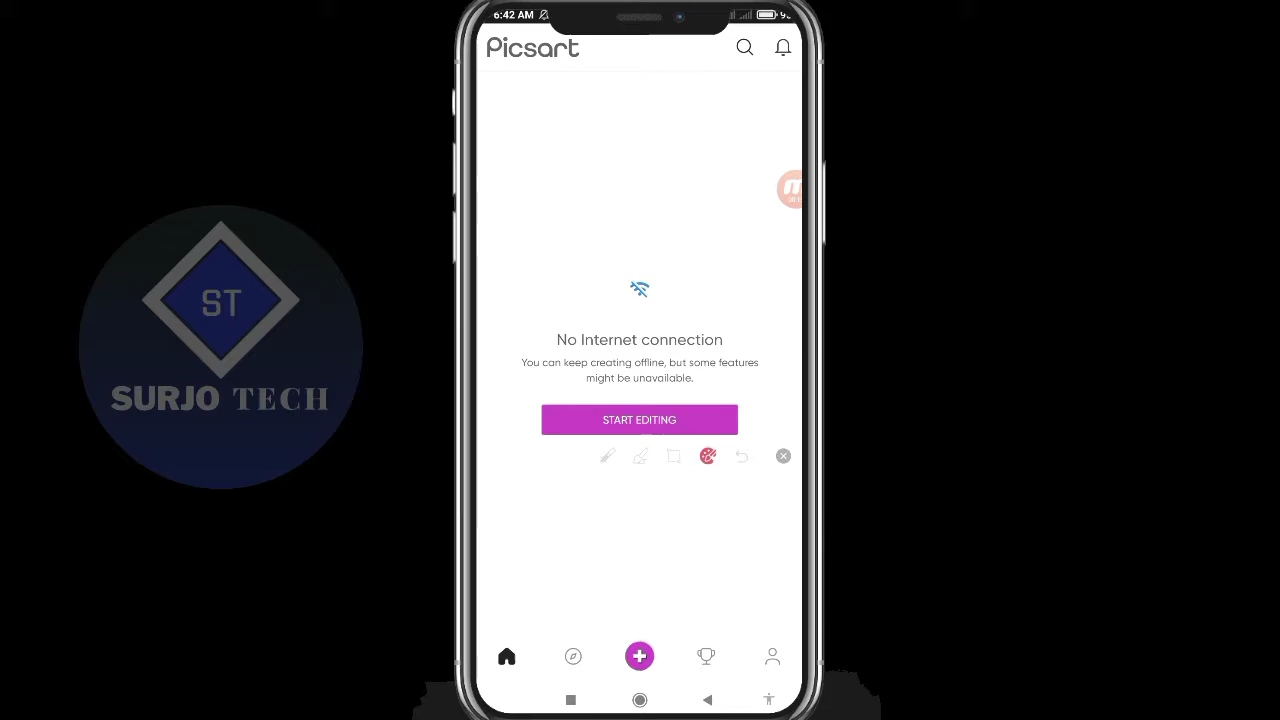 6:42 AM
Picsart
No Internet connection
You can keep creating offline, but some features
might be unavailable.
START EDITING
ST
SURJO TECH